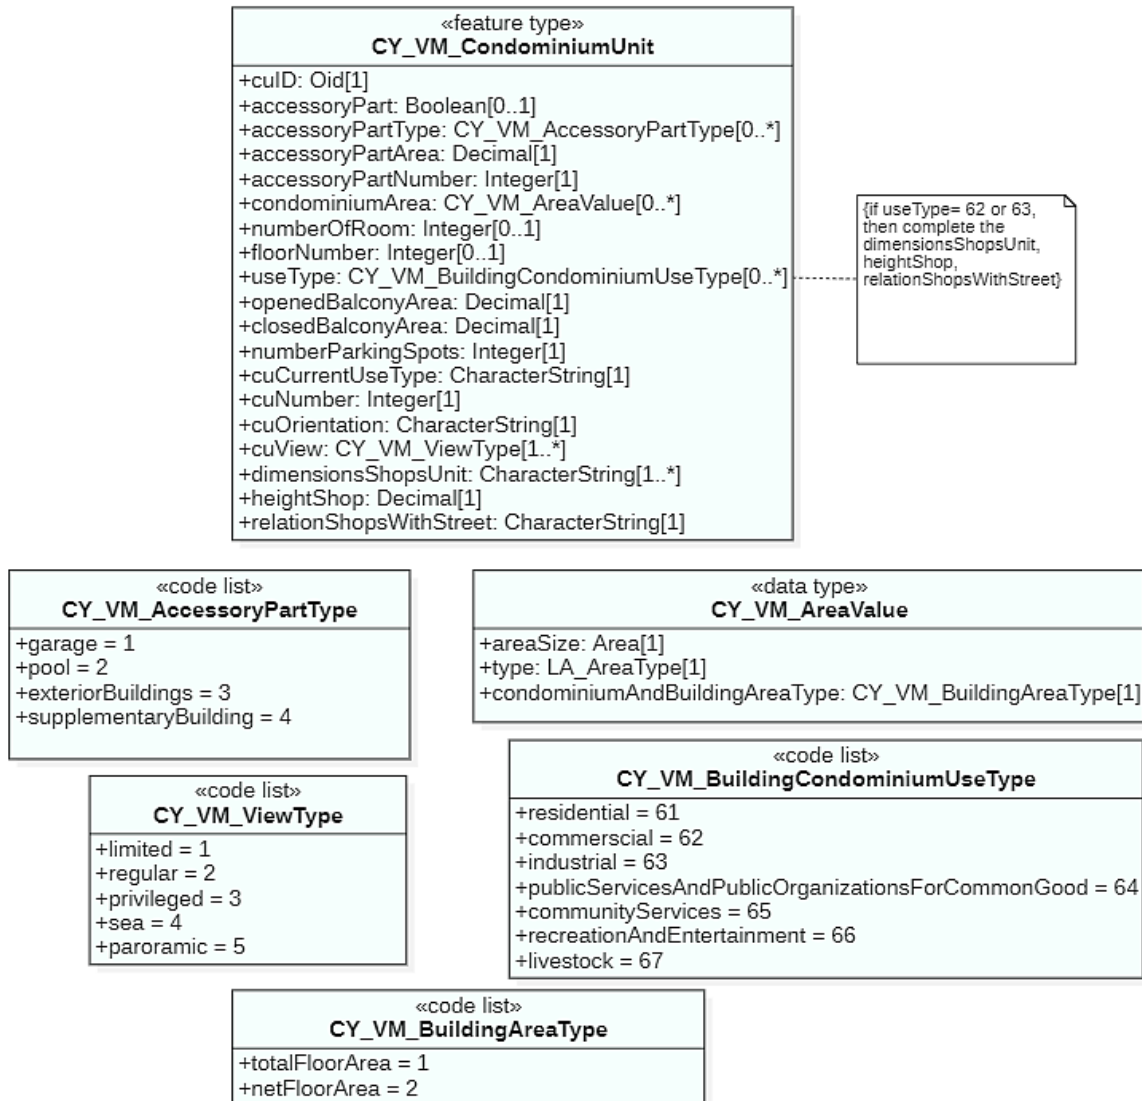 «feature type»
CY_VM_CondominiumUnit
+cuID: Oid[1]
+accessoryPart: Boolean[0..1]
+accessoryPartType: CY_VM_AccessoryPartType[0..*]
+accessoryPartArea: Decimal[1]
+accessoryPartNumber: Integer[1]
+condominiumArea: CY_VM_AreaValue[0..*]
+numberOfRoom: Integer[0..1]
+floorNumber: Integer[0..1]
+useType: CY_VM_BuildingCondominiumUseType[0..*]
+openedBalconyArea: Decimal[1]
+closedBalconyArea: Decimal[1]
+numberParkingSpots: Integer[1]
+cuCurrentUseType: CharacterString[1]
+cuNumber: Integer[1]
+cuOrientation: CharacterString[1]
+cuView: CY_VM_ViewType[1..*]
+dimensionsShopsUnit: CharacterString[1..*]
+heightShop: Decimal[1]
+relationShopsWithStreet: CharacterString[1]
{if useType= 62 or 63,
then complete the
dimensionsShopsUnit,
heightShop,
relationShopsWithStreet}
«code list»
CY_VM_AccessoryPartType
+garage = 1
+pool = 2
+exteriorBuildings = 3
+supplementaryBuilding = 4
«data type»
CY_VM_AreaValue
+areaSize: Area[1]
+type: LA_AreaType[1]
+condominiumAndBuildingAreaType: CY_VM_BuildingAreaType[1]
«code list»
CY_VM_ViewType
+limited = 1
+regular = 2
+privileged = 3
+sea = 4
+paroramic = 5
«code list»
CY_VM_BuildingCondominiumUseType
+residential = 61
+commerscial = 62
+industrial = 63
+publicServicesAndPublicOrganizationsForCommonGood = 64
+communityServices = 65
+recreationAndEntertainment = 66
+livestock = 67
«code list»
CY_VM_BuildingAreaType
+totalFloorArea = 1
+netFloorArea = 2